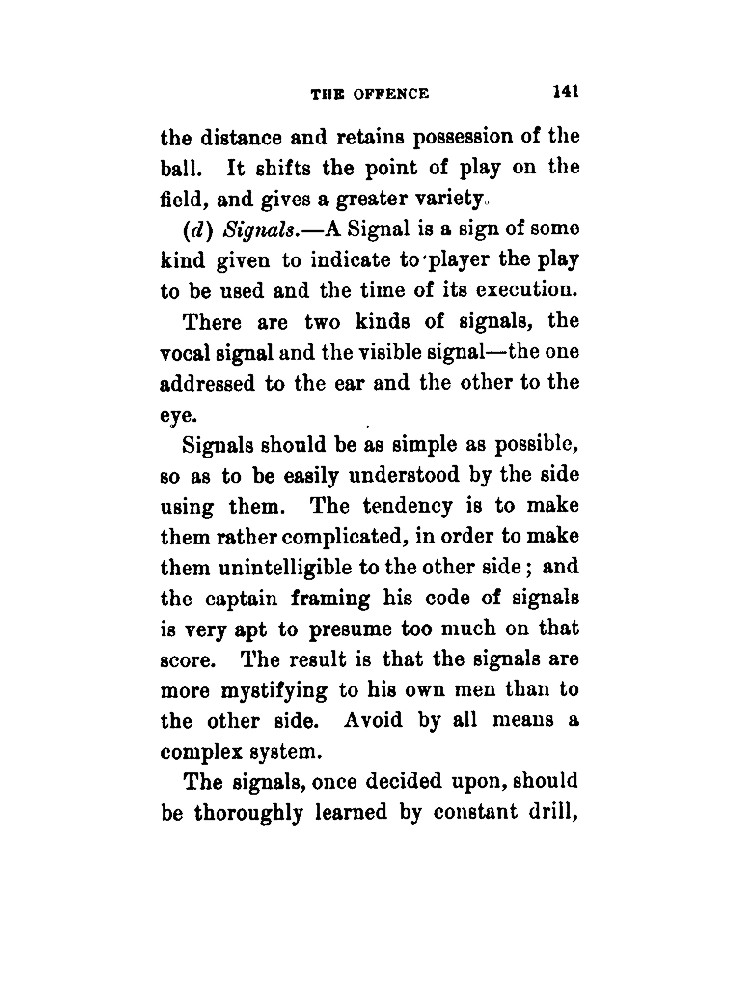 THE OFFENCE 141
the distance and retains possession of the
ball. It shifts the point of play on the
field, and gives a greater variety.
(d) Signals.—A Signal is a sign of some
kind given to indicate to player the play
to be used and the time of its execution.
There are two kinds of signals, the
vocal signal and the visible signal—the one
addressed to the ear and the other to the
eye.
Signals should be as simple as possible,
so as to be easily understood by the side
using them. The tendency is to make
them rather complicated, in order to make
them unintelligible to the other side; and
the captain framing his code of signals
is very apt to presume too much on that
score. The result is that the signals are
more mystifying to his own men than to
the other side. Avoid by all means a
complex system.
The signals, once decided upon, should
be thoroughly learned by constant drill,